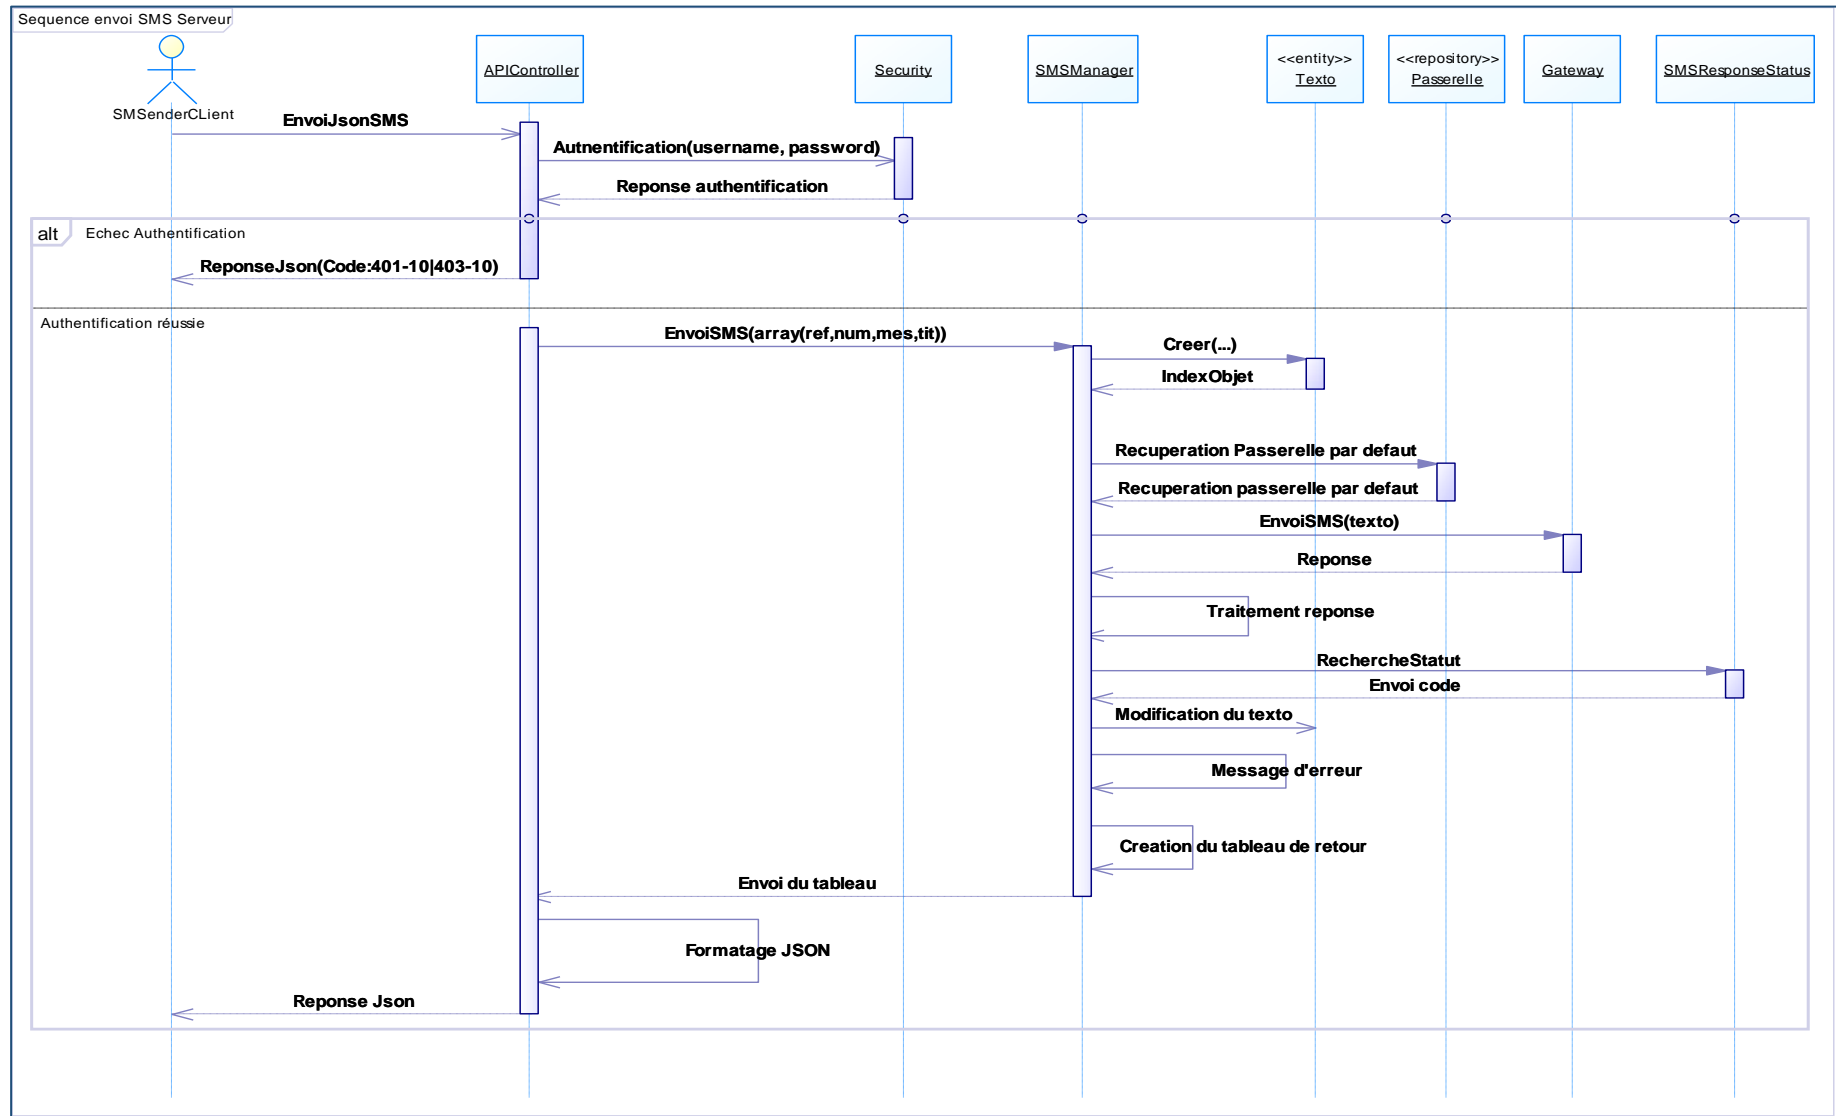 Sequence envoi SMS Serveur
SMSenderCLient
APIController
Security
SMSManager
<<entity>>
Texto
<<repository>>
Passerelle
Gateway
SMSResponseStatus
EnvoiJsonSMS
Autnentification(username, password)
Reponse authentification
alt
Echec Authentification
ReponseJson(Code:401-10|403-10)
Authentification réussie
EnvoiSMS(array(ref,num,mes,tit))
Creer(...)
IndexObjet
Recuperation Passerelle par defaut
Recuperation passerelle par defaut
EnvoiSMS(texto)
Reponse
Traitement reponse
RechercheStatut
Envoi code
Modification du texto
Message d'erreur
Creation du tableau de retour
Envoi du tableau
Formatage JSON
Reponse Json